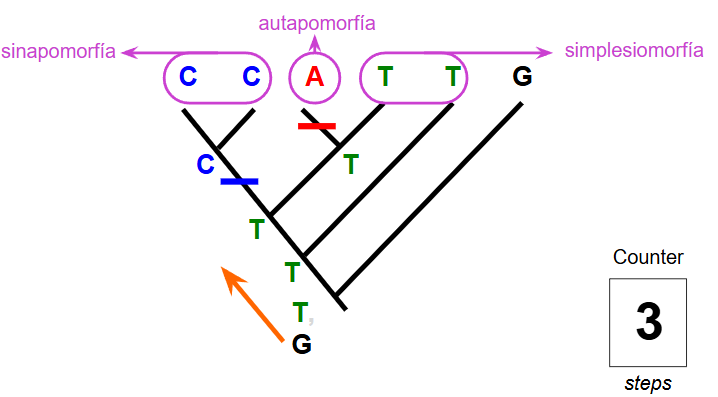 autapomorfía
sinapomorfía
simplesiomorfía
C C A T T G
C
T
T
T
T,
G
Counter
3
steps